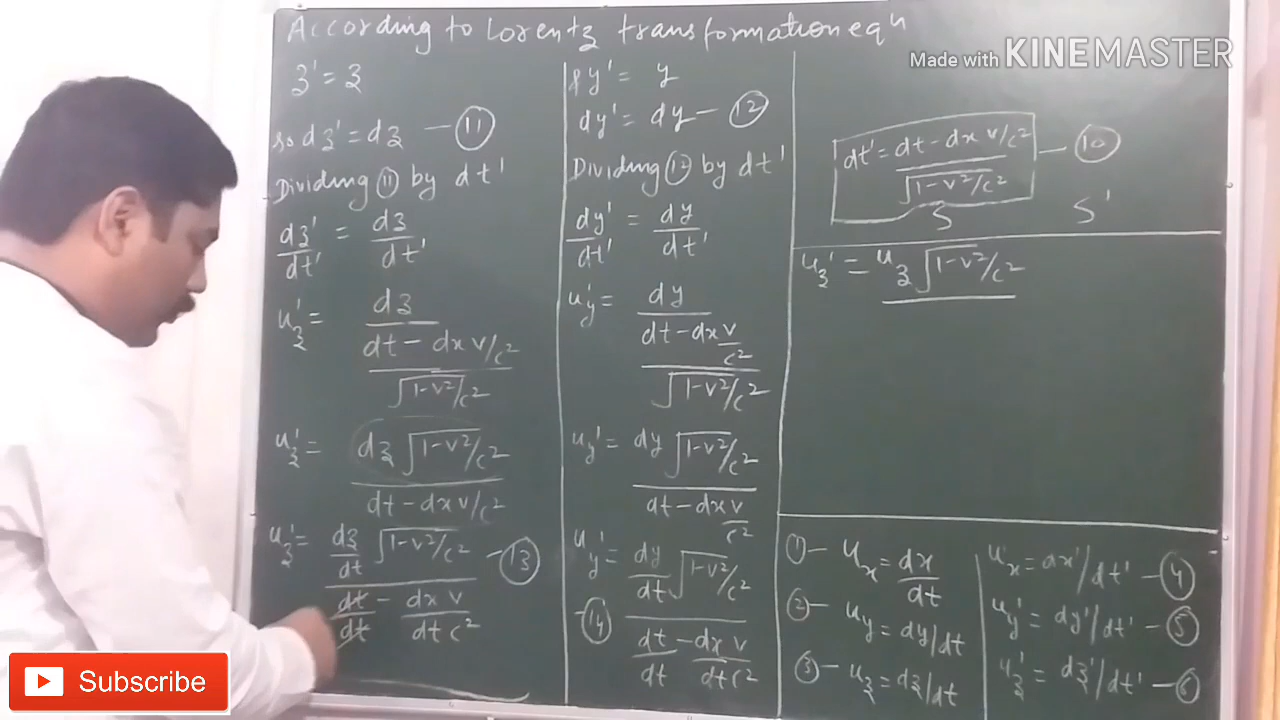 According to Lorentz transformation eqⁿ
Made with KINEMASTER
z' = z
so dz' = dz — (11)
Dividing (11) by dt'
dz'/dt' = dz/dt'
u'z = dz / ((dt - dx v/c²) / √(1-v²/c²))
u'z = dz √(1-v²/c²) / (dt - dx v/c²)
u'z = (dz/dt) √(1-v²/c²) / (dt/dt - dx v/dt c²) — (13)
& y' = y
dy' = dy — (12)
Dividing (12) by dt'
dy'/dt' = dy/dt'
u'y = dy / ((dt - dx v/c²) / √(1-v²/c²))
uy' = dy √(1-v²/c²) / (dt - dx v/c²)
u'y = (dy/dt) √(1-v²/c²) / (dt/dt - dx v/dt c²)
— (14)
dt' = (dt - dx v/c²) / √(1-v²/c²) — (10)
S S'
uz' = uz √(1-v²/c²)
(1) — ux = dx/dt
(2) — uy = dy/dt
(3) — uz = dz/dt
u'x = dx'/dt' — (4)
uy' = dy'/dt' — (5)
u'z = dz'/dt' — (6)
Subscribe